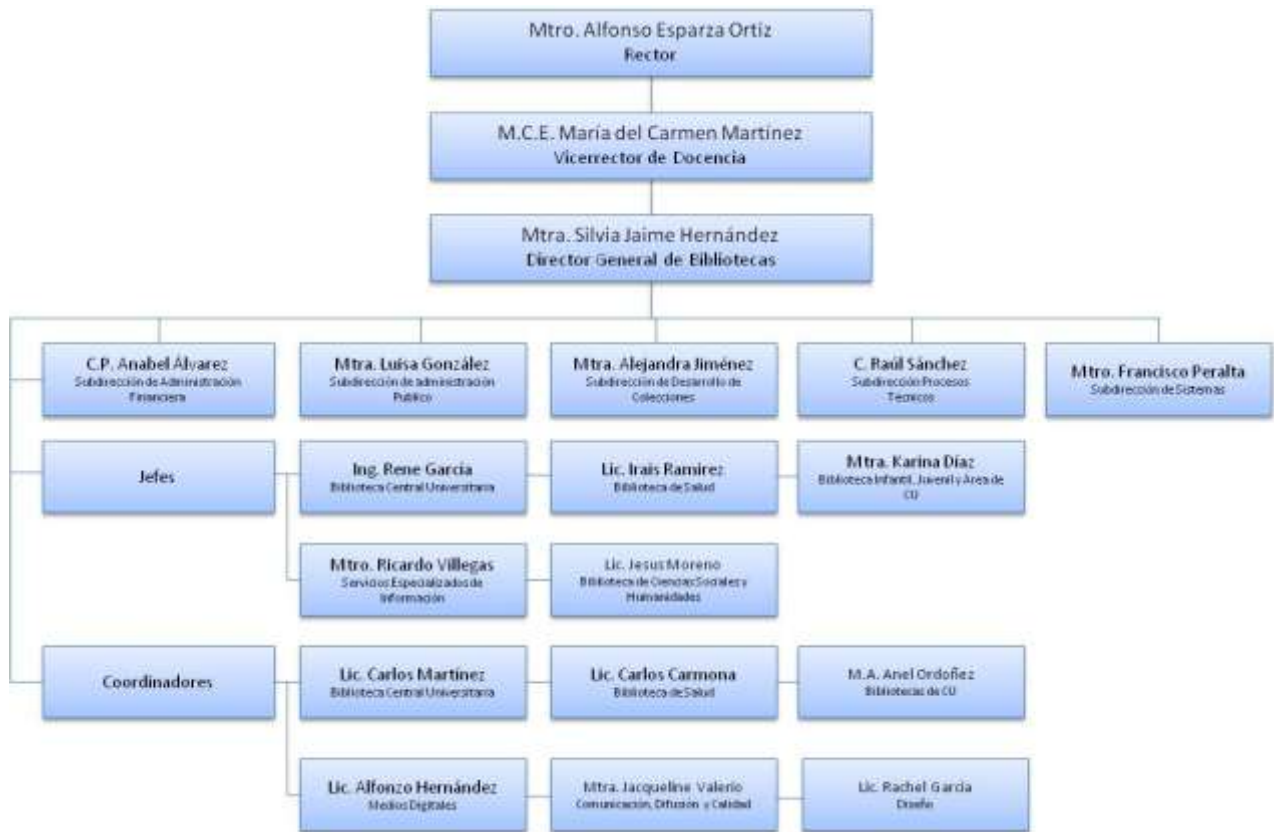 Mtro. Alfonso Esparza Ortiz
Rector
M.C.E. María del Carmen Martínez
Vicerrector de Docencia
Mtra. Silvia Jaime Hernández
Director General de Bibliotecas
C.P. Anabel Álvarez
Subdirección de Administración
Financiera
Mtra. Luisa González
Subdirección de administración
Publico
Mtra. Alejandra Jiménez
Subdirección de Desarrollo de
Colecciones
C. Raúl Sánchez
Subdirección Procesos
Técnicos
Mtro. Francisco Peralta
Subdirección de Sistemas
Jefes
Ing. Rene García
Biblioteca Central Universitaria
Lic. Irais Ramirez
Biblioteca de Salud
Mtra. Karina Díaz
Biblioteca Infantil, Juvenil y Área de
CU
Mtro. Ricardo Villegas
Servicios Especializados de
Información
Lic. Jesus Moreno
Biblioteca de Ciencias Sociales y
Humanidades
Coordinadores
Lic. Carlos Martínez
Biblioteca Central Universitaria
Lic. Carlos Carmona
Biblioteca de Salud
M.A. Anel Ordoñez
Bibliotecas de CU
Lic. Alfonzo Hernández
Medios Digitales
Mtra. Jacqueline Valerio
Comunicación, Difusión y Calidad
Lic. Rachel García
Diseño